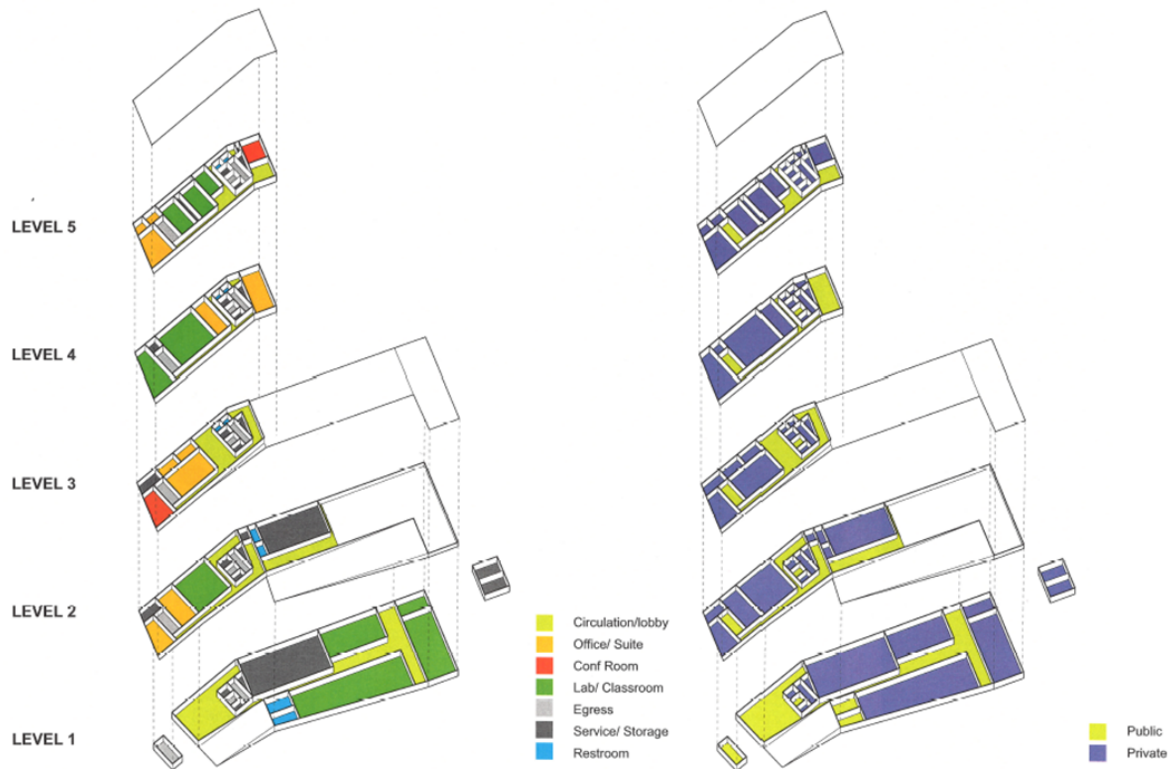 LEVEL 5
LEVEL 4
LEVEL 3
LEVEL 2
LEVEL 1
Circulation/lobby
Office/ Suite
Conf Room
Lab/ Classroom
Egress
Service/ Storage
Restroom
Public
Private